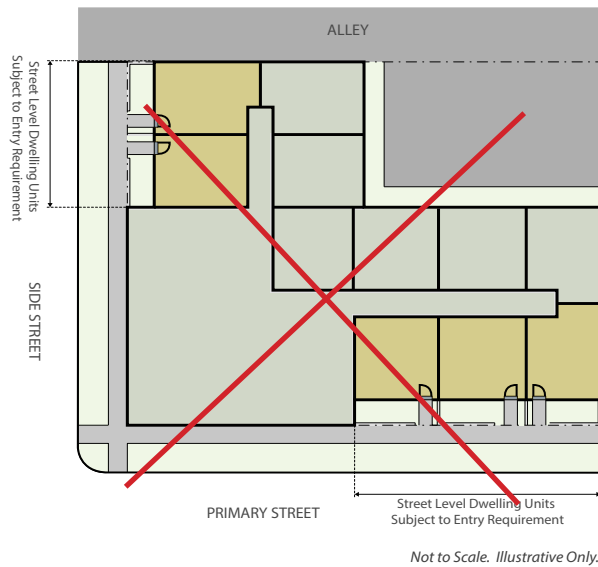 ALLEY
Street Level Dwelling Units
Subject to Entry Requirement
SIDE STREET
PRIMARY STREET
Street Level Dwelling Units
Subject to Entry Requirement
Not to Scale. Illustrative Only.